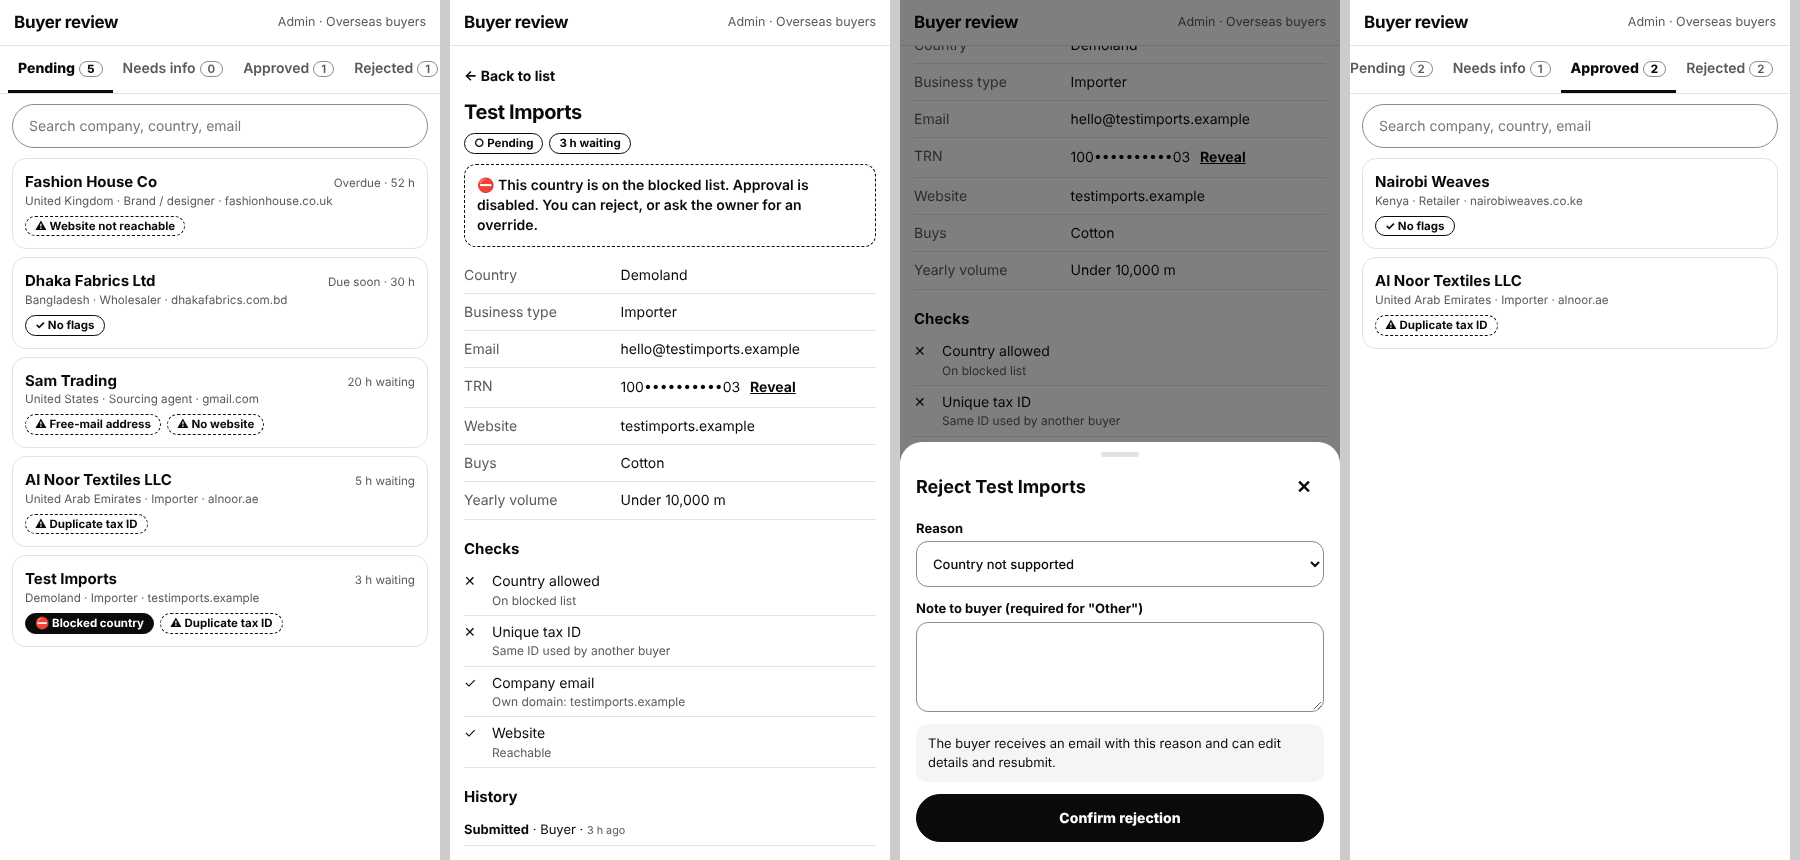 Buyer review
Admin · Overseas buyers
Pending 5
Needs info 0
Approved 1
Rejected 1
Search company, country, email
Fashion House Co
Overdue · 52 h
United Kingdom · Brand / designer · fashionhouse.co.uk
⚠ Website not reachable
Dhaka Fabrics Ltd
Due soon · 30 h
Bangladesh · Wholesaler · dhakafabrics.com.bd
✓ No flags
Sam Trading
20 h waiting
United States · Sourcing agent · gmail.com
⚠ Free-mail address
⚠ No website
Al Noor Textiles LLC
5 h waiting
United Arab Emirates · Importer · alnoor.ae
⚠ Duplicate tax ID
Test Imports
3 h waiting
Demoland · Importer · testimports.example
⛔ Blocked country
⚠ Duplicate tax ID
Buyer review
Admin · Overseas buyers
← Back to list
Test Imports
○ Pending
3 h waiting
⛔ This country is on the blocked list. Approval is
disabled. You can reject, or ask the owner for an
override.
Country
Demoland
Business type
Importer
Email
hello@testimports.example
TRN
100••••••••••03 Reveal
Website
testimports.example
Buys
Cotton
Yearly volume
Under 10,000 m
Checks
✕ Country allowed
On blocked list
✕ Unique tax ID
Same ID used by another buyer
✓ Company email
Own domain: testimports.example
✓ Website
Reachable
History
Submitted · Buyer · 3 h ago
Buyer review
Admin · Overseas buyers
Country
Demoland
Business type
Importer
Email
hello@testimports.example
TRN
100••••••••••03 Reveal
Website
testimports.example
Buys
Cotton
Yearly volume
Under 10,000 m
Checks
✕ Country allowed
On blocked list
✕ Unique tax ID
Same ID used by another buyer
Reject Test Imports
✕
Reason
Country not supported
Note to buyer (required for "Other")
The buyer receives an email with this reason and can edit
details and resubmit.
Confirm rejection
Buyer review
Admin · Overseas buyers
Pending 2
Needs info 1
Approved 2
Rejected 2
Search company, country, email
Nairobi Weaves
Kenya · Retailer · nairobiweaves.co.ke
✓ No flags
Al Noor Textiles LLC
United Arab Emirates · Importer · alnoor.ae
⚠ Duplicate tax ID